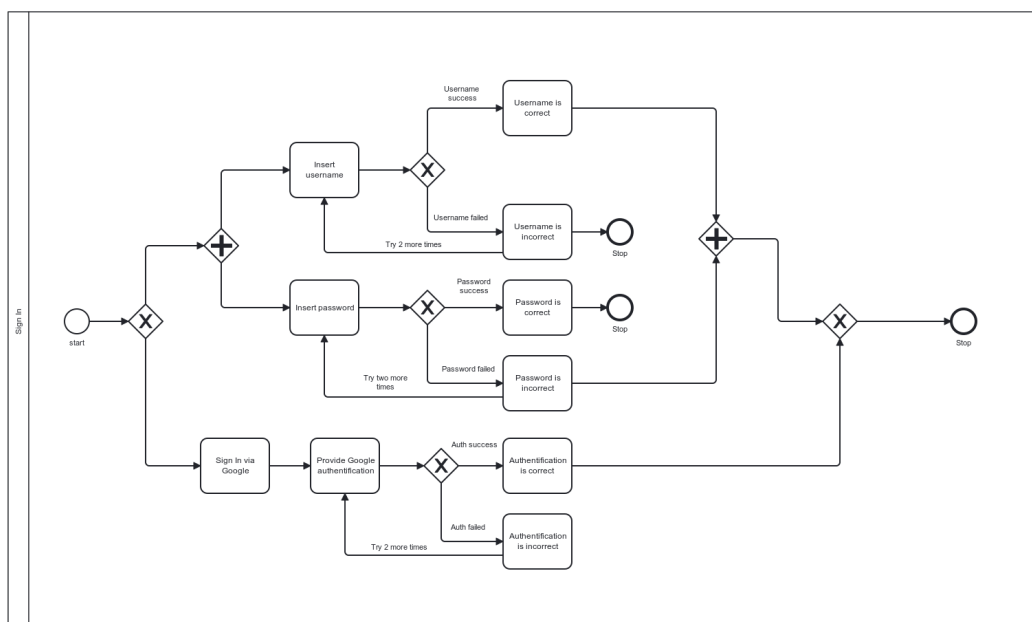 Sign In
start
Insert
username
Username
success
Username is
correct
Username failed
Username is
incorrect
Try 2 more times
Stop
Insert password
Password
success
Password is
correct
Stop
Password failed
Password is
incorrect
Try two more
times
Stop
Sign In via
Google
Provide Google
authentification
Auth success
Authentification
is correct
Auth failed
Authentification
is incorrect
Try 2 more times